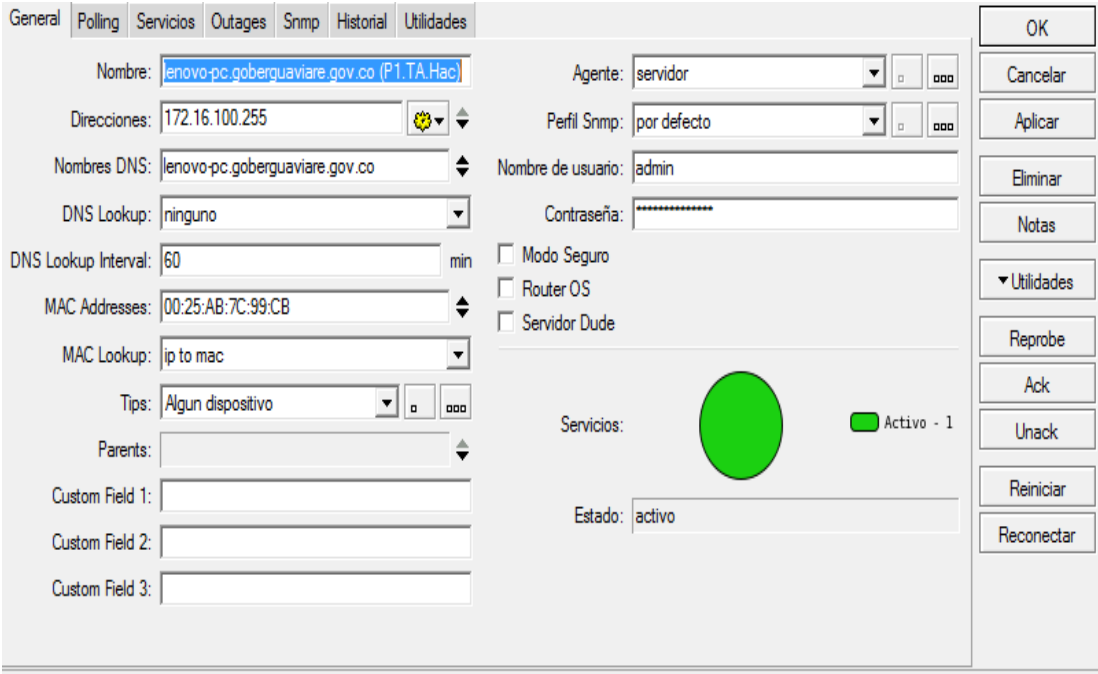 General Polling Servicios Outages Snmp Historial Utilidades
Nombre: lenovo-pc.goberguaviare.gov.co (P1.TA.Hac)
Direcciones: 172.16.100.255
Nombres DNS: lenovo-pc.goberguaviare.gov.co
DNS Lookup: ninguno
DNS Lookup Interval: 60 min
MAC Addresses: 00:25:AB:7C:99:CB
MAC Lookup: ip to mac
Tips: Algun dispositivo
Parents:
Custom Field 1:
Custom Field 2:
Custom Field 3:
Agente: servidor
Perfil Snmp: por defecto
Nombre de usuario: admin
Contraseña: **************
Modo Seguro
Router OS
Servidor Dude
Servicios: Activo - 1
Estado: activo
OK
Cancelar
Aplicar
Eliminar
Notas
Utilidades
Reprobe
Ack
Unack
Reiniciar
Reconectar